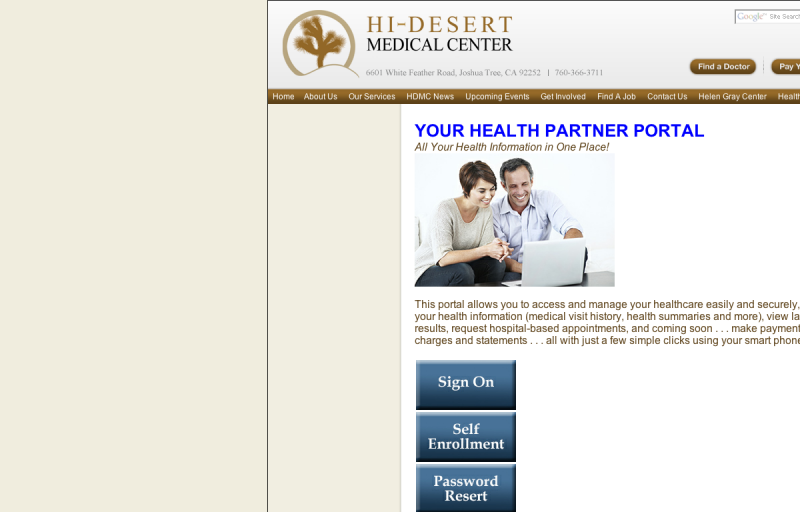 HI-DESERT
MEDICAL CENTER
6601 White Feather Road, Joshua Tree, CA 92252 | 760-366-3711
Google™ Site Search
Find a Doctor
Pay Y
Home About Us Our Services HDMC News Upcoming Events Get Involved Find A Job Contact Us Helen Gray Center Health
YOUR HEALTH PARTNER PORTAL
All Your Health Information in One Place!
This portal allows you to access and manage your healthcare easily and securely,
your health information (medical visit history, health summaries and more), view la
results, request hospital-based appointments, and coming soon . . . make payment
charges and statements . . . all with just a few simple clicks using your smart phone
Sign On
Self
Enrollment
Password
Resert